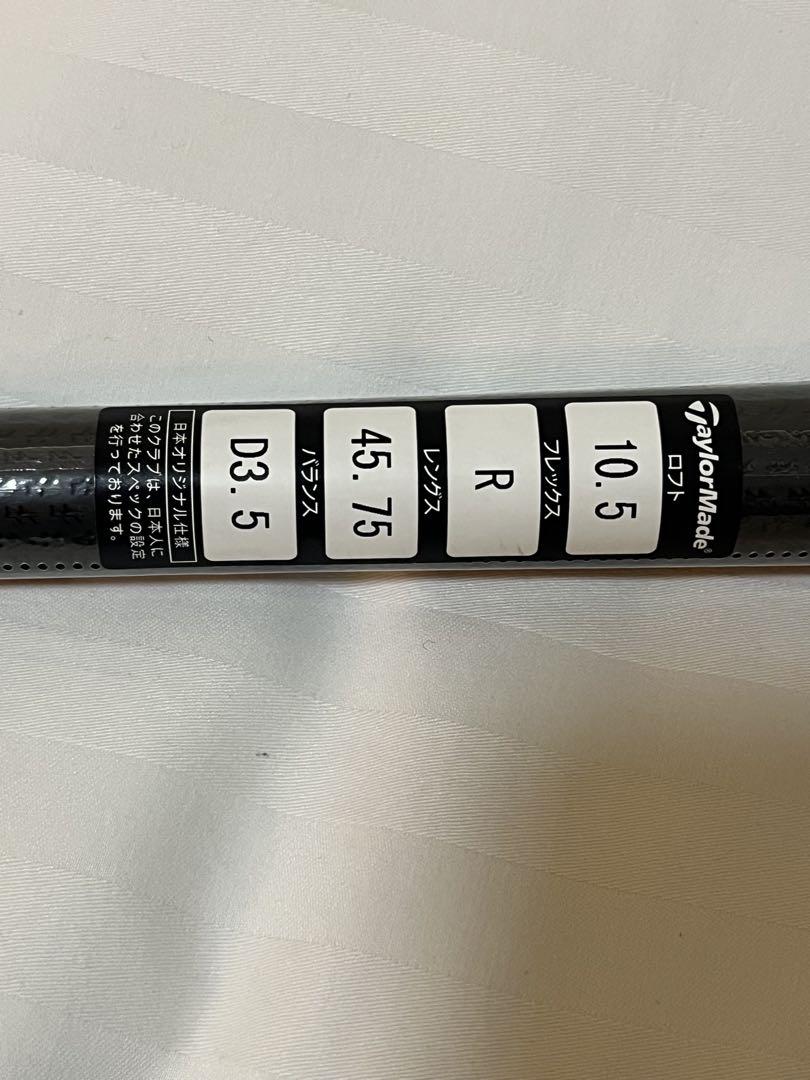 TaylorMade®
ロフト
10.5
フレックス
R
レングス
45.75
バランス
D3.5
日本オリジナル仕様
このクラブは、日本人に
合わせたスペックの設定
を行っております。